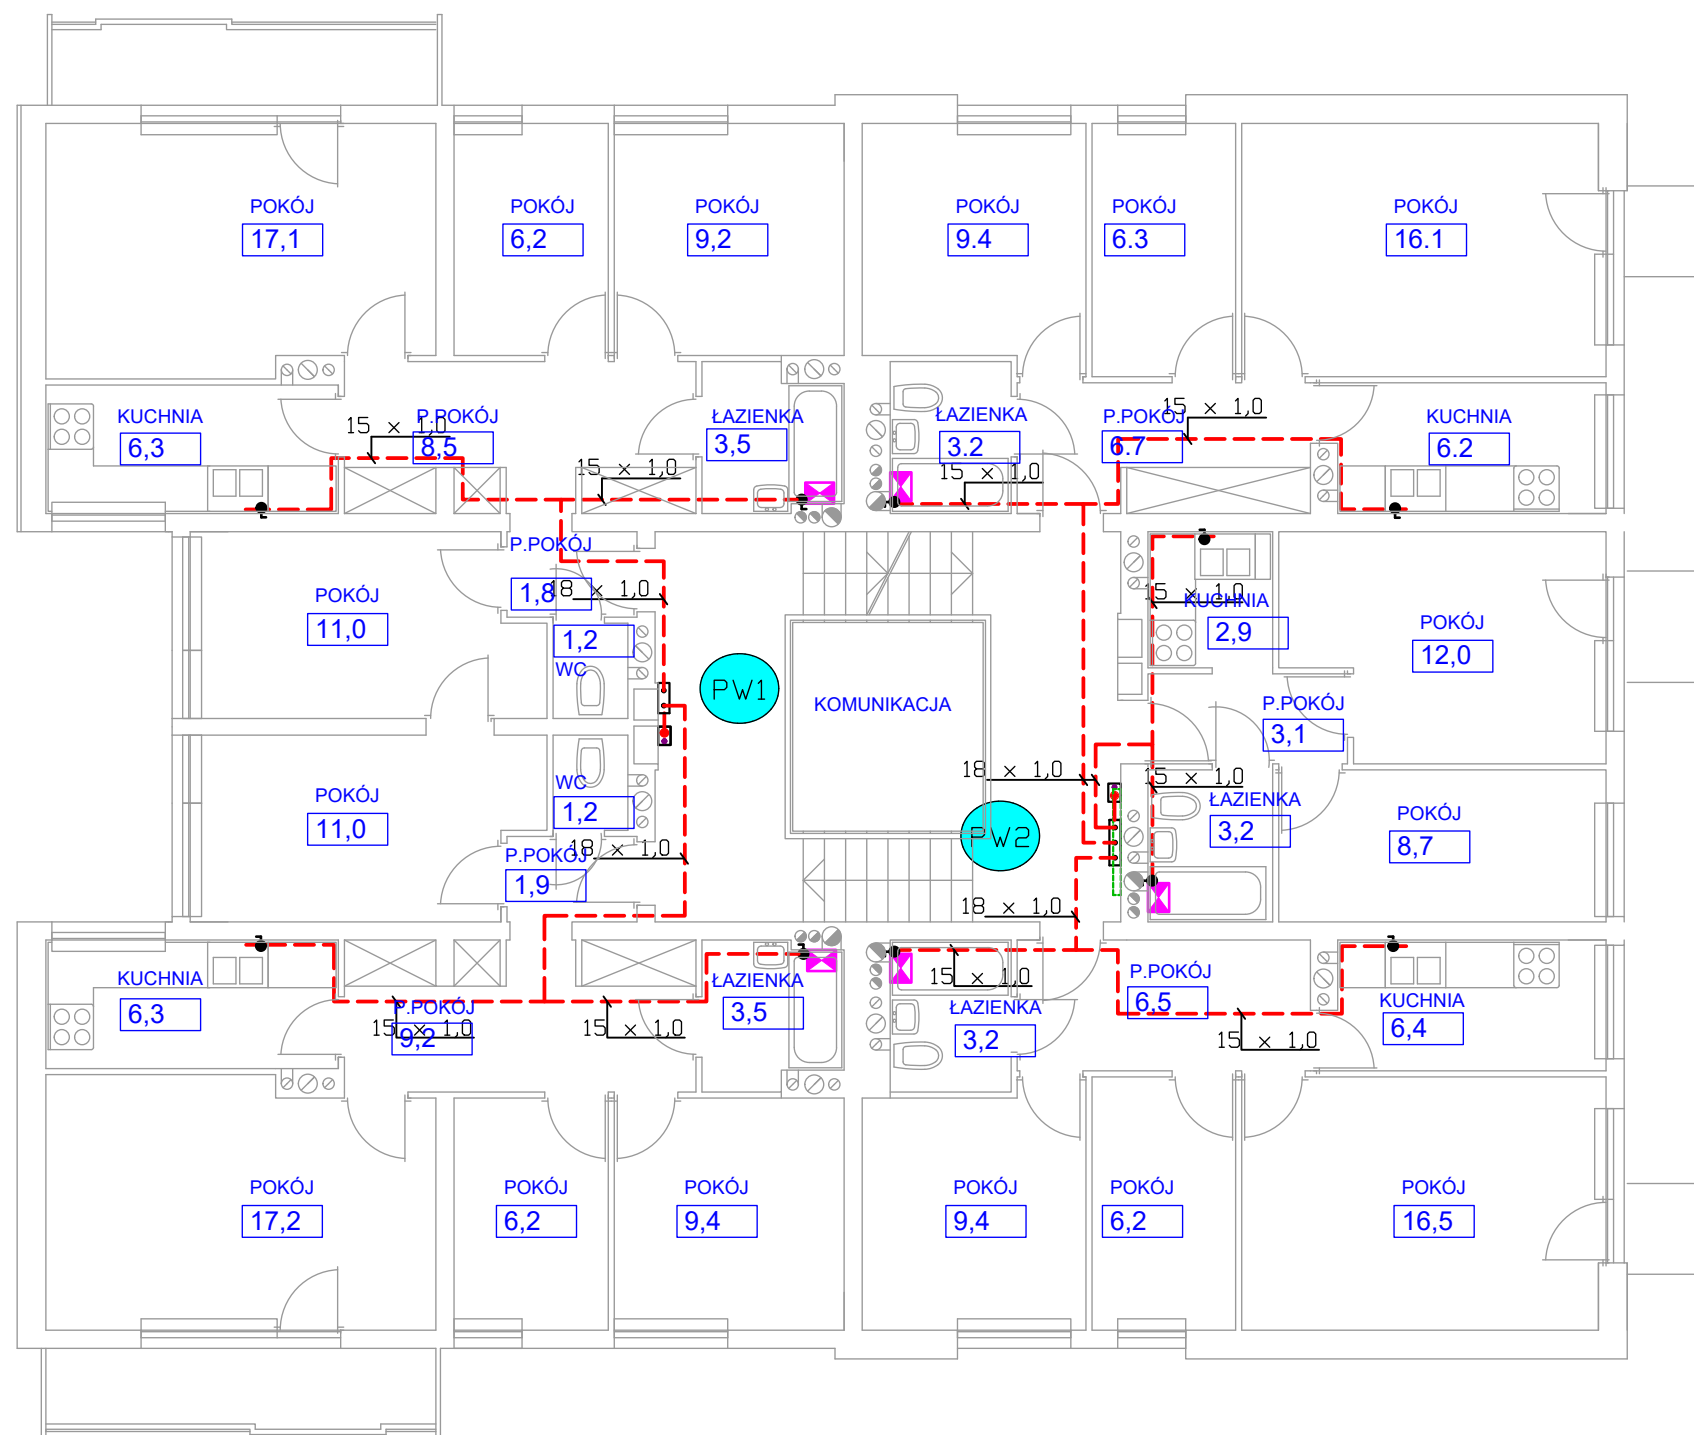 POKÓJ
17,1
POKÓJ
6,2
POKÓJ
9,2
POKÓJ
9.4
POKÓJ
6.3
POKÓJ
16.1
KUCHNIA
6,3
15 × 1,0
P.POKÓJ
8,5
15 × 1,0
ŁAZIENKA
3,5
ŁAZIENKA
3.2
15 × 1,0
P.POKÓJ
6.7
15 × 1,0
KUCHNIA
6.2
POKÓJ
11,0
P.POKÓJ
1,8
18 × 1,0
1,2
WC
PW1
KOMUNIKACJA
15 × 1,0
KUCHNIA
2,9
POKÓJ
12,0
P.POKÓJ
3,1
POKÓJ
11,0
WC
1,2
18 × 1,0
P.POKÓJ
1,9
18 × 1,0
PW2
15 × 1,0
ŁAZIENKA
3,2
POKÓJ
8,7
18 × 1,0
KUCHNIA
6,3
P.POKÓJ
9,2
15 × 1,0
15 × 1,0
ŁAZIENKA
3,5
15 × 1,0
ŁAZIENKA
3,2
P.POKÓJ
6,5
15 × 1,0
KUCHNIA
6,4
POKÓJ
17,2
POKÓJ
6,2
POKÓJ
9,4
POKÓJ
9,4
POKÓJ
6,2
POKÓJ
16,5